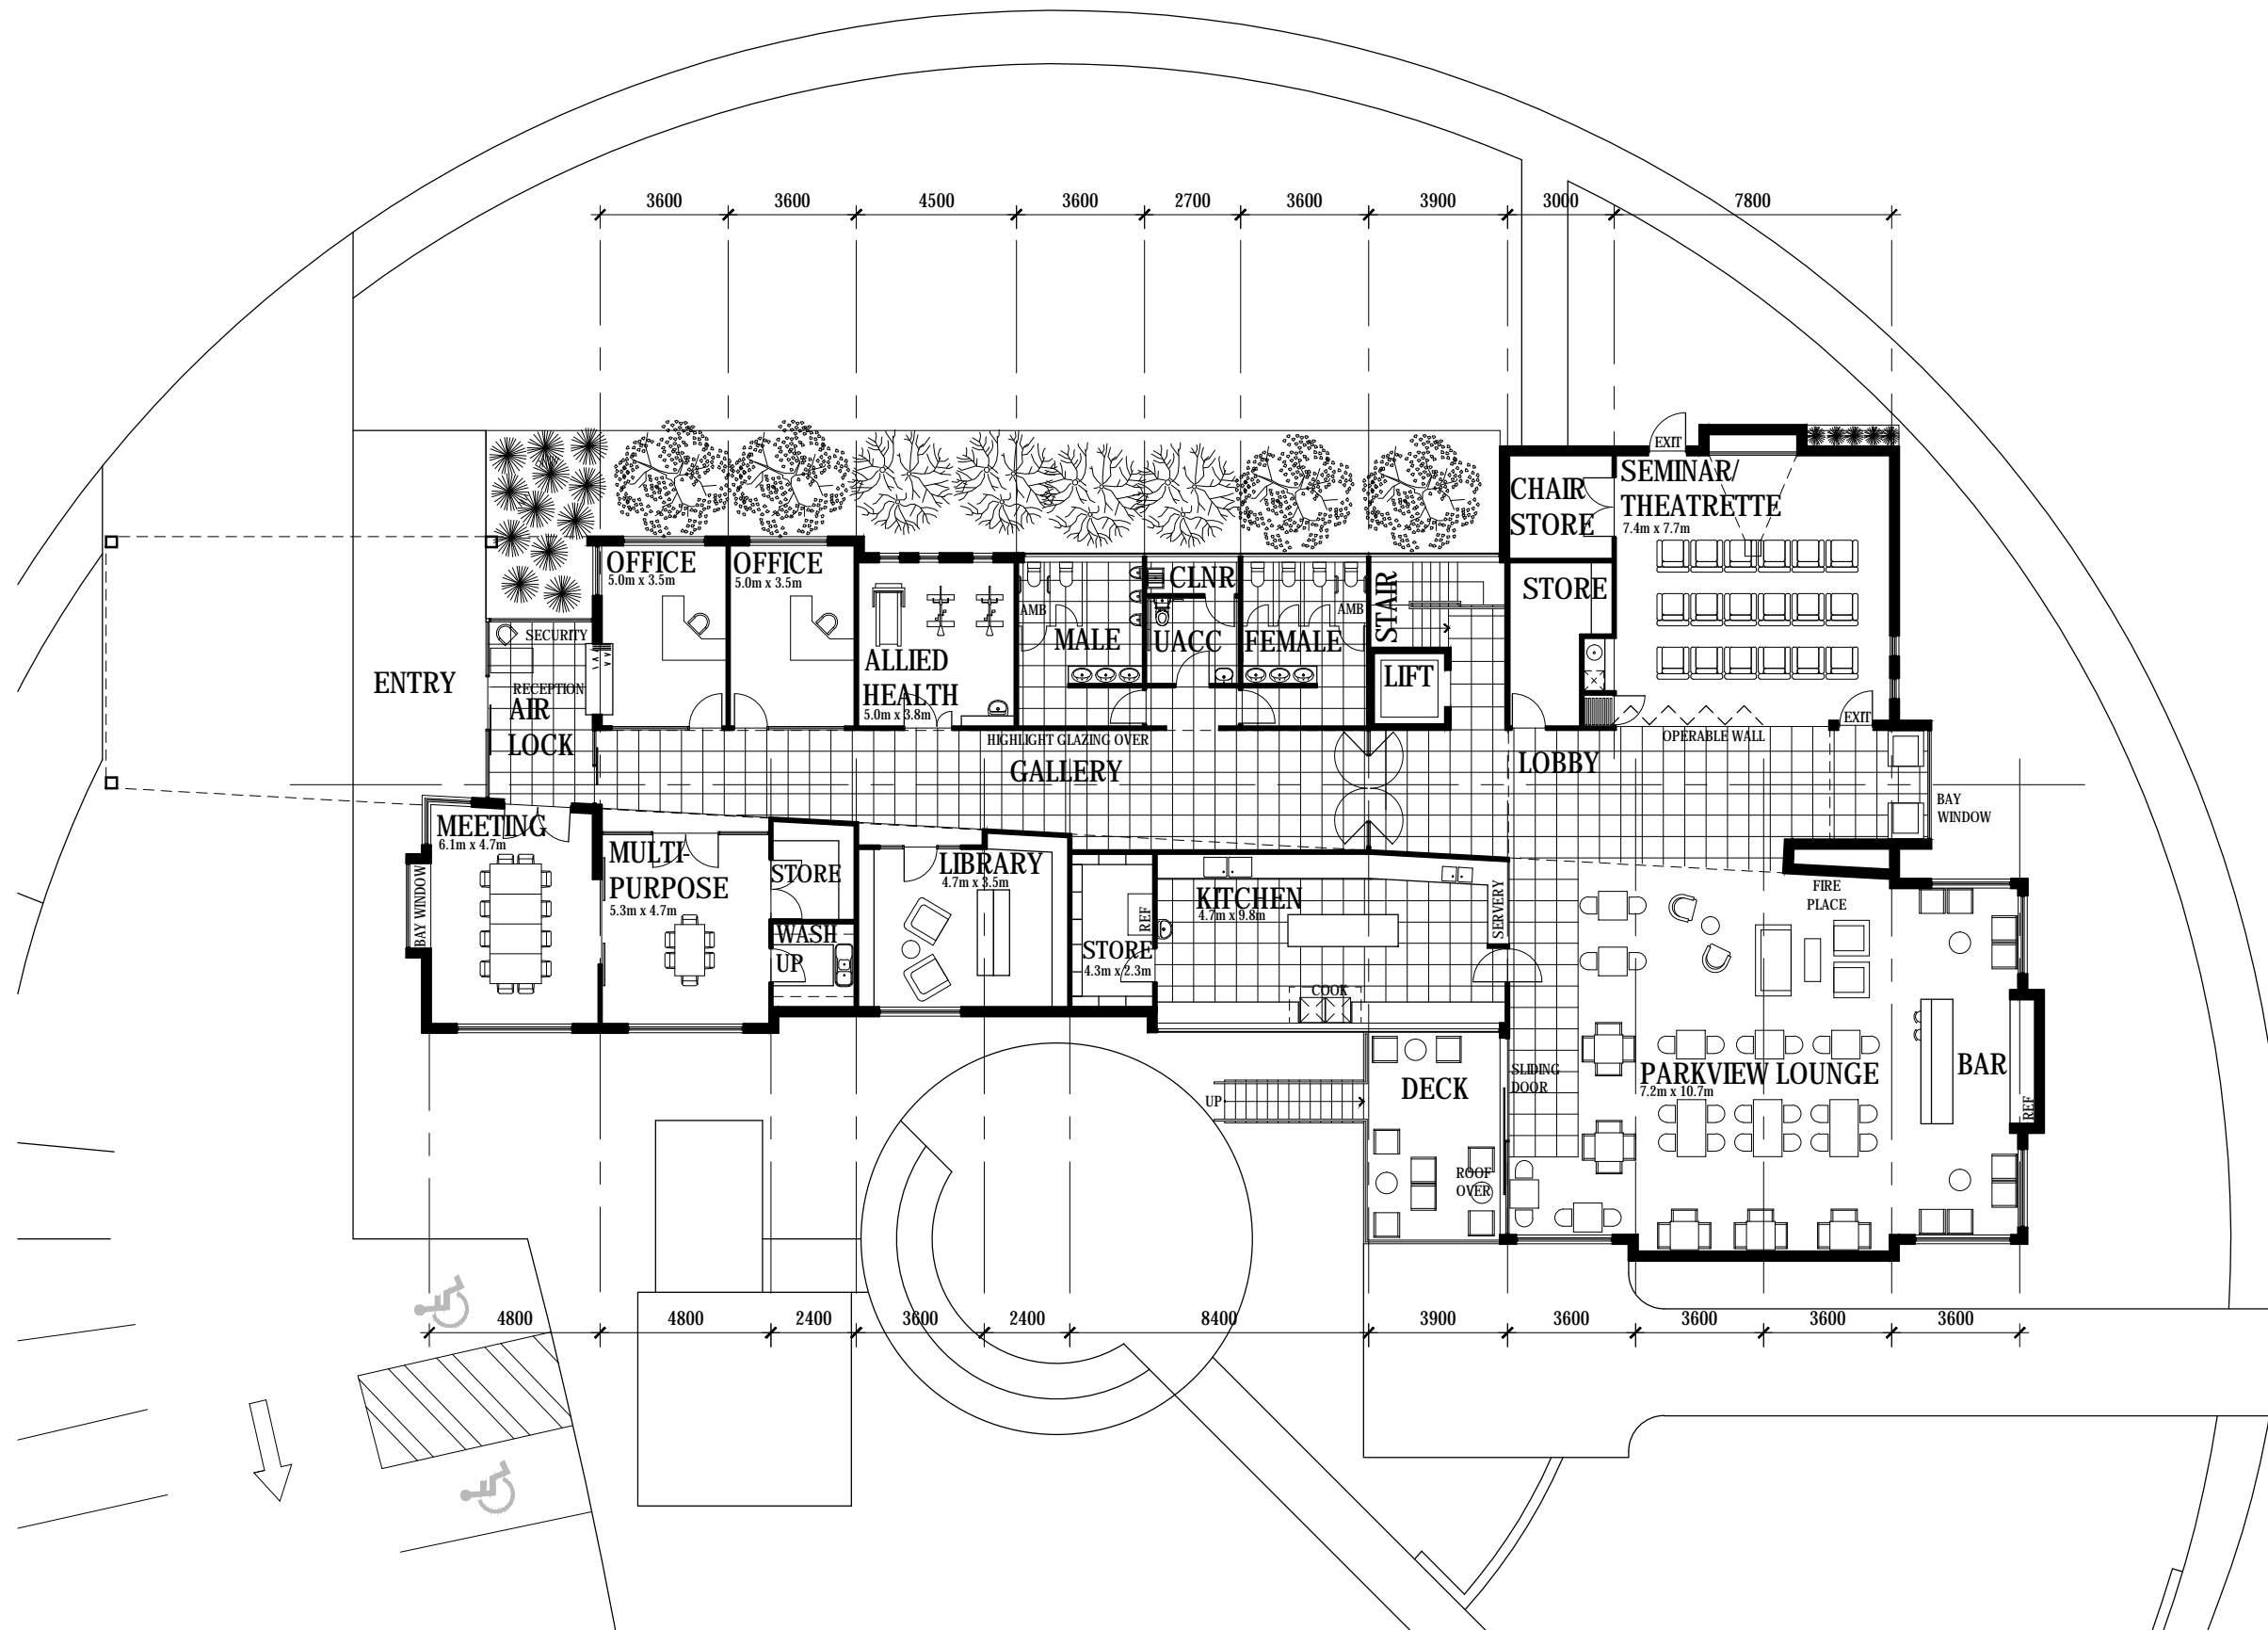 3600
3600
4500
3600
2700
3600
3900
3000
7800
EXIT
SEMINAR/
THEATRETTE
7.4m x 7.7m
CHAIR
STORE
OFFICE
5.0m x 3.5m
OFFICE
5.0m x 3.5m
CLNR
STAIR
STORE
AMB
AMB
SECURITY
MALE
UACC
FEMALE
ALLIED
HEALTH
5.0m x 3.8m
LIFT
ENTRY
RECEPTION
AIR
LOCK
EXIT
HIGHLIGHT GLAZING OVER
OPERABLE WALL
GALLERY
LOBBY
BAY
WINDOW
MEETING
6.1m x 4.7m
MULTI-
PURPOSE
5.3m x 4.7m
STORE
LIBRARY
4.7m x 3.5m
KITCHEN
4.7m x 9.8m
SERVERY
FIRE
PLACE
BAY WINDOW
REF
WASH
UP
STORE
4.3m x 2.3m
COOK
SLIDING
DOOR
DECK
PARKVIEW LOUNGE
7.2m x 10.7m
BAR
REF
UP
ROOF
OVER
4800
4800
2400
3600
2400
8400
3900
3600
3600
3600
3600